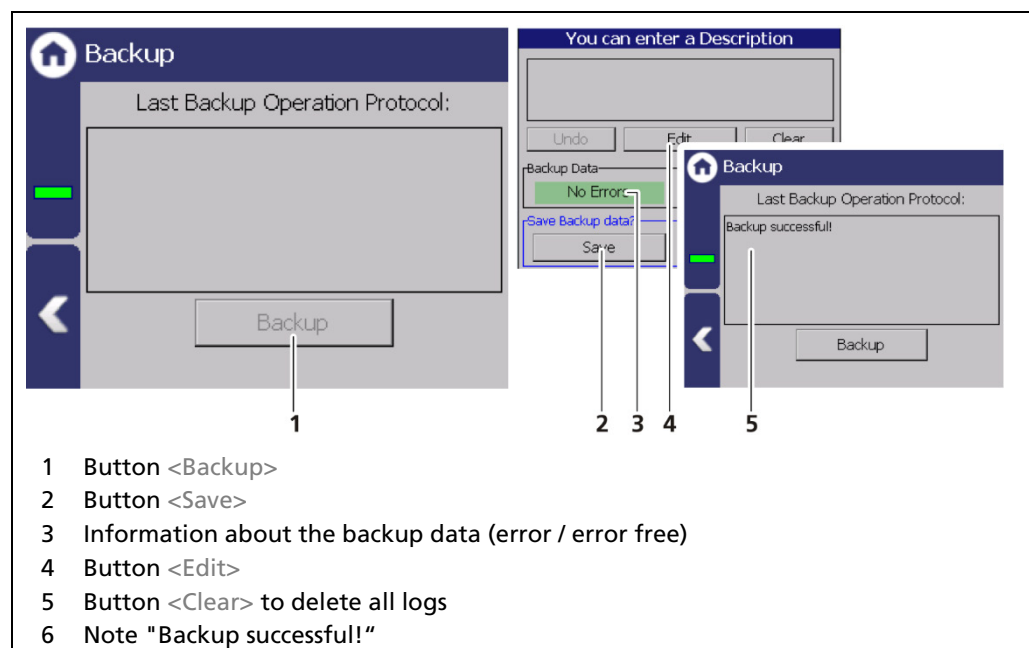 Backup
Last Backup Operation Protocol:
Backup
You can enter a Description
Undo
Edit
Clear
Backup Data
No Errors
Save Backup data?
Save
Backup
Last Backup Operation Protocol:
Backup successful!
Backup
1
2
3
4
5
1 Button <Backup>
2 Button <Save>
3 Information about the backup data (error / error free)
4 Button <Edit>
5 Button <Clear> to delete all logs
6 Note "Backup successful!“